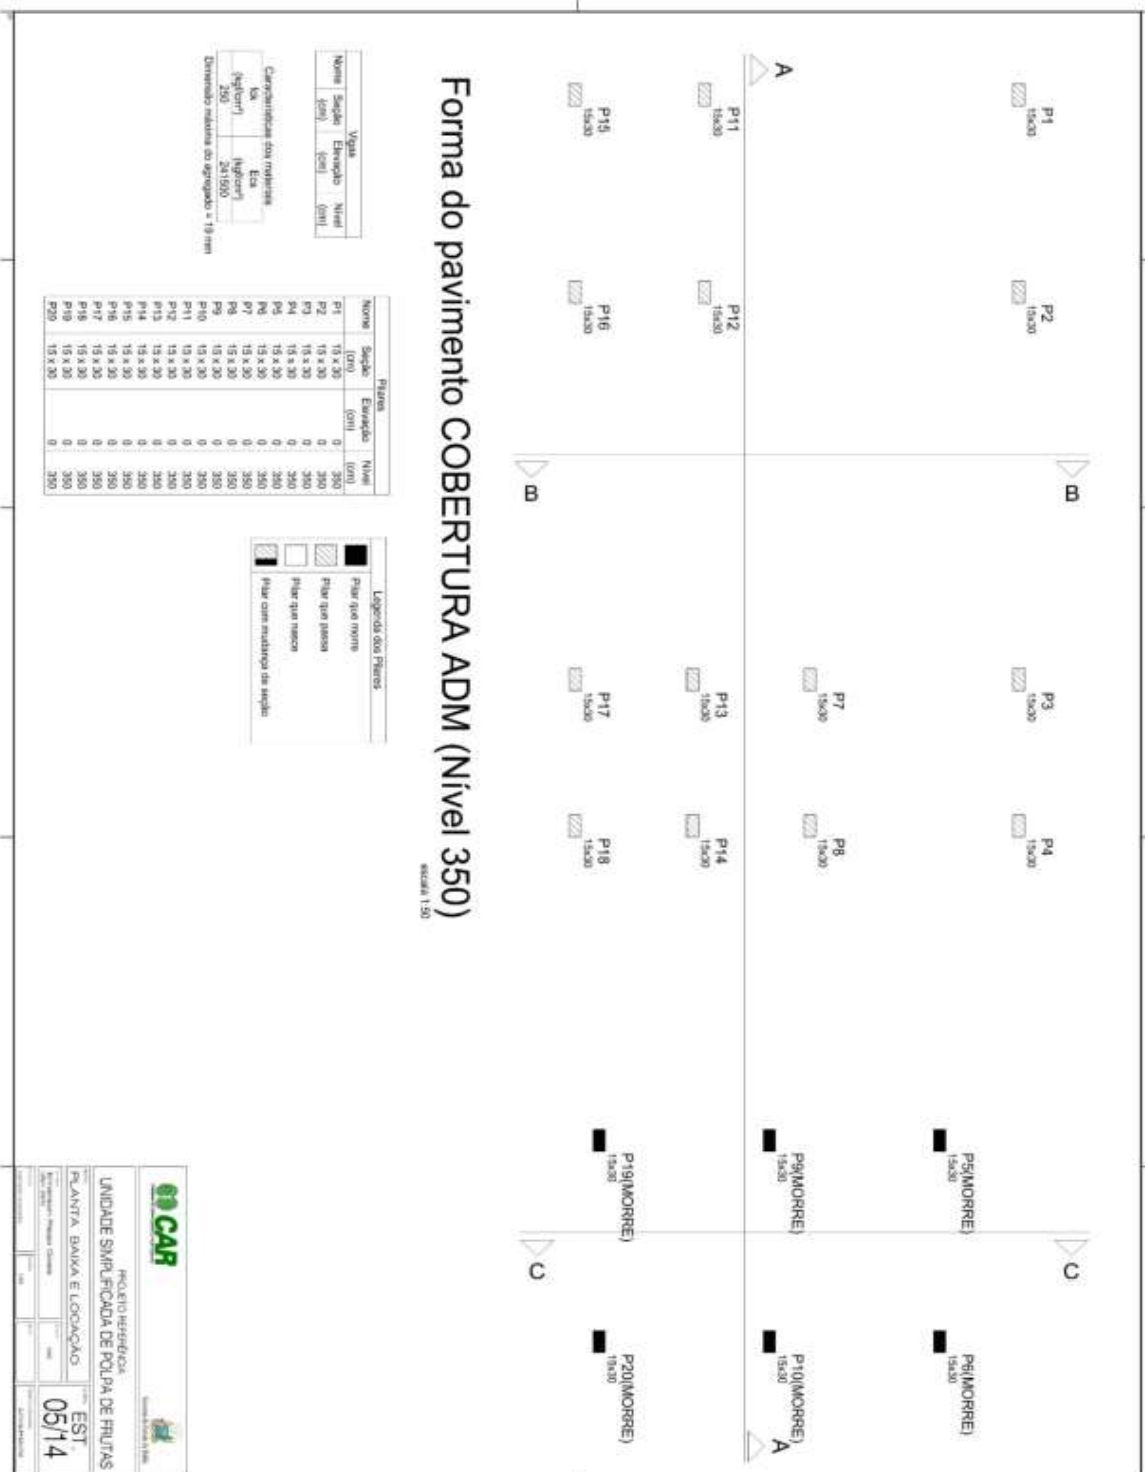 P1
15x30
P2
15x30
P3
15x30
P4
15x30
P5(MORRE)
15x30
P6(MORRE)
15x30
B
C
A
P11
15x30
P12
15x30
P7
15x30
P8
15x30
P9(MORRE)
15x30
P10(MORRE)
15x30
A
P13
15x30
P14
15x30
P15
15x30
P16
15x30
P17
15x30
P18
15x30
P19(MORRE)
15x30
P20(MORRE)
15x30
B
C
Forma do pavimento COBERTURA ADM (Nível 350)
escala 1:50
Vigas
Nome Seção Elevação Nível
(cm) (cm) (cm)
Características dos materiais
fck Ecs
(kgf/cm²) (kgf/cm²)
250 241500
Dimensão máxima do agregado = 19 mm
Pilares
Nome Seção Elevação Nível
(cm) (cm) (cm)
P1 15 x 30 0 350
P2 15 x 30 0 350
P3 15 x 30 0 350
P4 15 x 30 0 350
P5 15 x 30 0 350
P6 15 x 30 0 350
P7 15 x 30 0 350
P8 15 x 30 0 350
P9 15 x 30 0 350
P10 15 x 30 0 350
P11 15 x 30 0 350
P12 15 x 30 0 350
P13 15 x 30 0 350
P14 15 x 30 0 350
P15 15 x 30 0 350
P16 15 x 30 0 350
P17 15 x 30 0 350
P18 15 x 30 0 350
P19 15 x 30 0 350
P20 15 x 30 0 350
Legenda dos Pilares
Pilar que morre
Pilar que passa
Pilar que nasce
Pilar com mudança de seção
CAR
PROJETO REFERÊNCIA
UNIDADE SIMPLIFICADA DE POLPA DE FRUTAS
PLANTA BAIXA E LOCAÇÃO
EST.
05/14